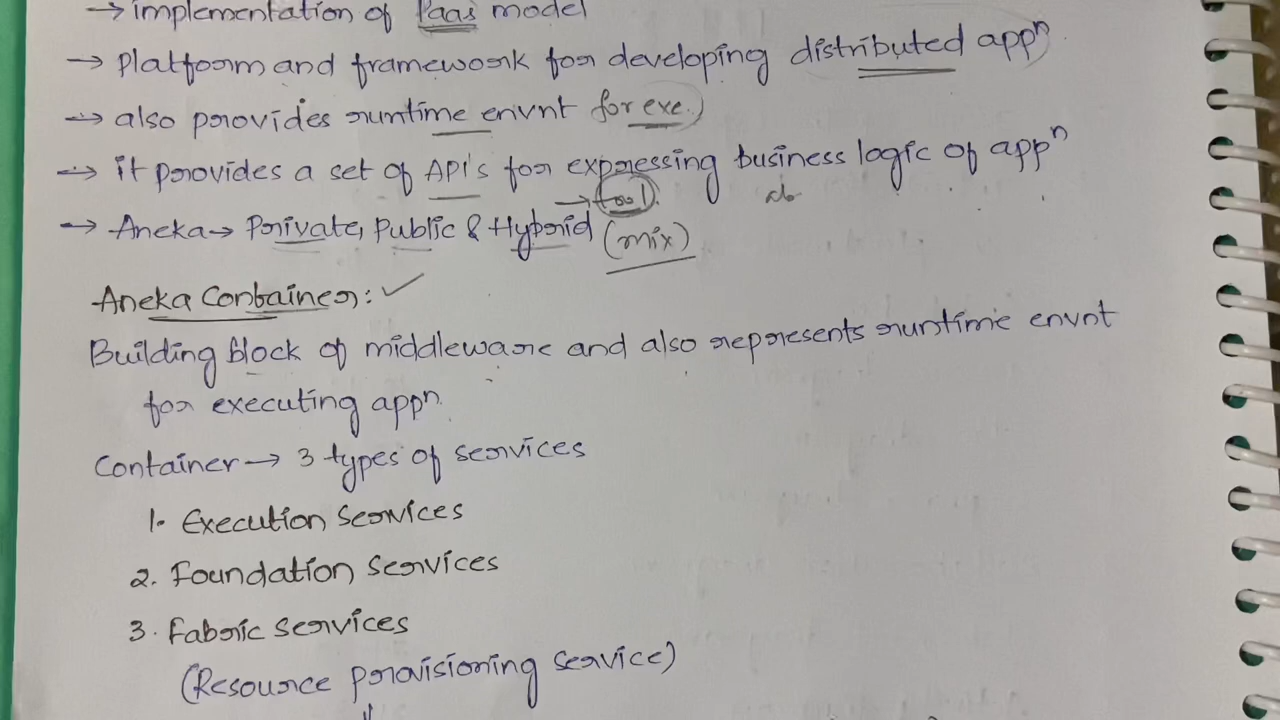 → implementation of Paas model
→ Platform and framework for developing distributed appⁿ
→ also provides runtime envnt for exe.)
→ it provides a set of API's for expressing business logic of appⁿ
→ tool.
→ Aneka → Private, Public & Hybrid (mix)
Aneka Container: ✓
Building block of middleware and also represents runtime envnt
for executing appⁿ.
Container → 3 types of services
1. Execution Services
2. Foundation Services
3. Fabric Services
(Resource provisioning service)